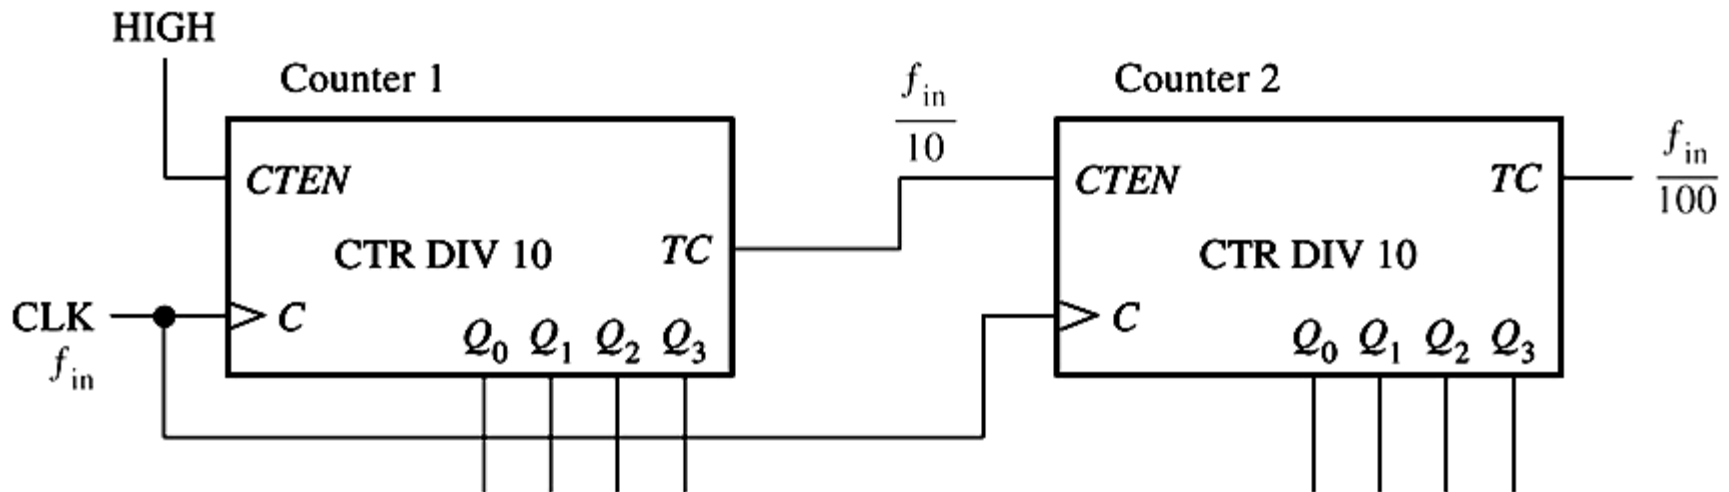 HIGH
Counter 1
f_in/10
Counter 2
f_in/100
CTEN
CTR DIV 10
TC
C
Q0 Q1 Q2 Q3
CTEN
TC
CTR DIV 10
C
Q0 Q1 Q2 Q3
CLK
f_in